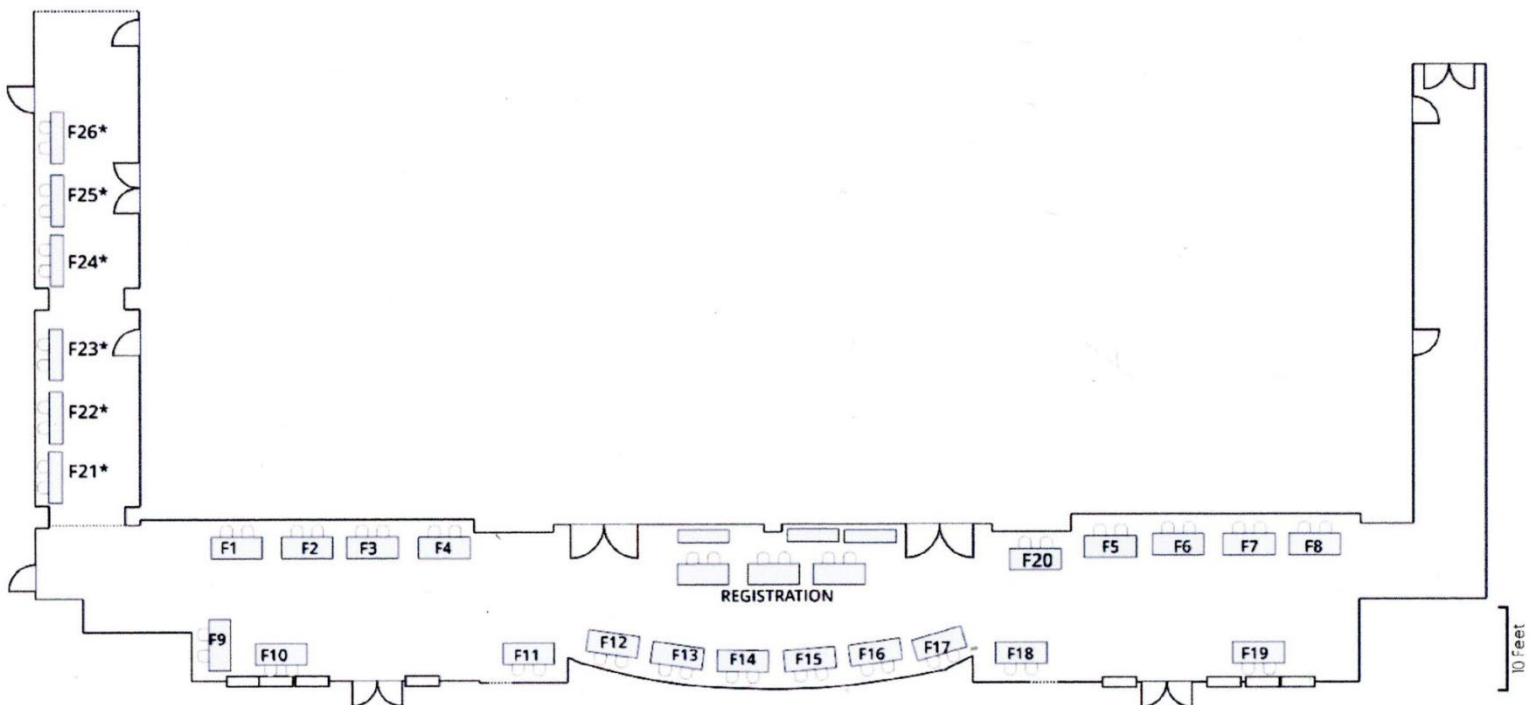 F26*
F25*
F24*
F23*
F22*
F21*
F1 F2 F3 F4 F20 F5 F6 F7 F8
REGISTRATION
F9 F10 F11 F12 F13 F14 F15 F16 F17 F18 F19
10 Feet